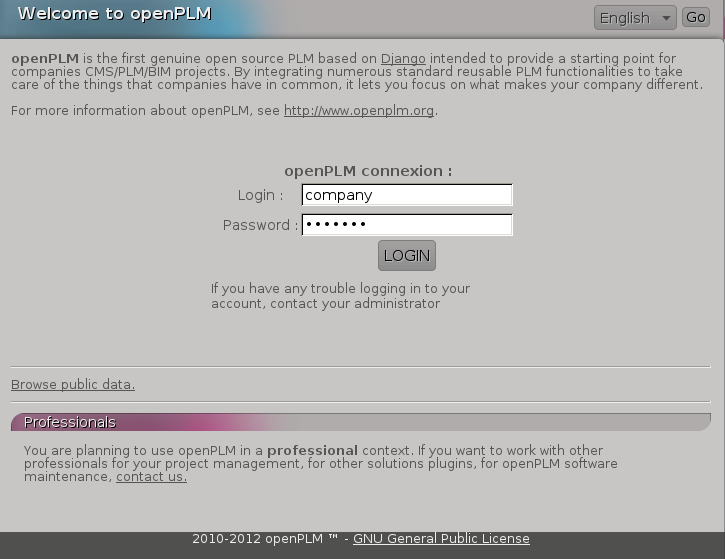 Welcome to openPLM
English
Go
openPLM is the first genuine open source PLM based on Django intended to provide a starting point for
companies CMS/PLM/BIM projects. By integrating numerous standard reusable PLM functionalities to take
care of the things that companies have in common, it lets you focus on what makes your company different.
For more information about openPLM, see http://www.openplm.org.
openPLM connexion :
Login : company
Password : •••••••
LOGIN
If you have any trouble logging in to your
account, contact your administrator
Browse public data.
Professionals
You are planning to use openPLM in a professional context. If you want to work with other
professionals for your project management, for other solutions plugins, for openPLM software
maintenance, contact us.
2010-2012 openPLM ™ - GNU General Public License